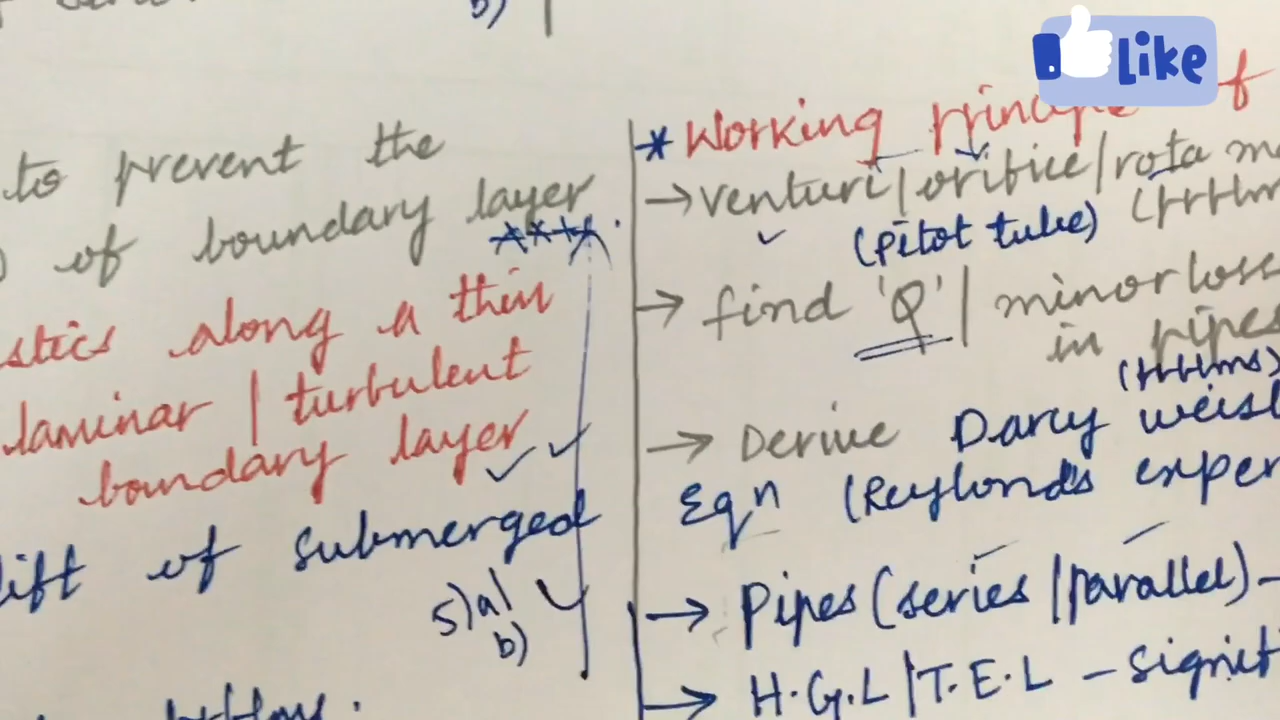 b)
to prevent the
of boundary layer
****
stics along a thin
laminar / turbulent
boundary layer
lift of submerged
5) a)
b)
Like
* Working principle of
→ venturi / orifice / rota m
(Pitot tube)
→ find 'Q' / minor loss
in pipes
→ Derive Darcy weis
Eqn (Reylond's exper
→ Pipes (series / parallel) -
→ H.G.L / T.E.L - signif